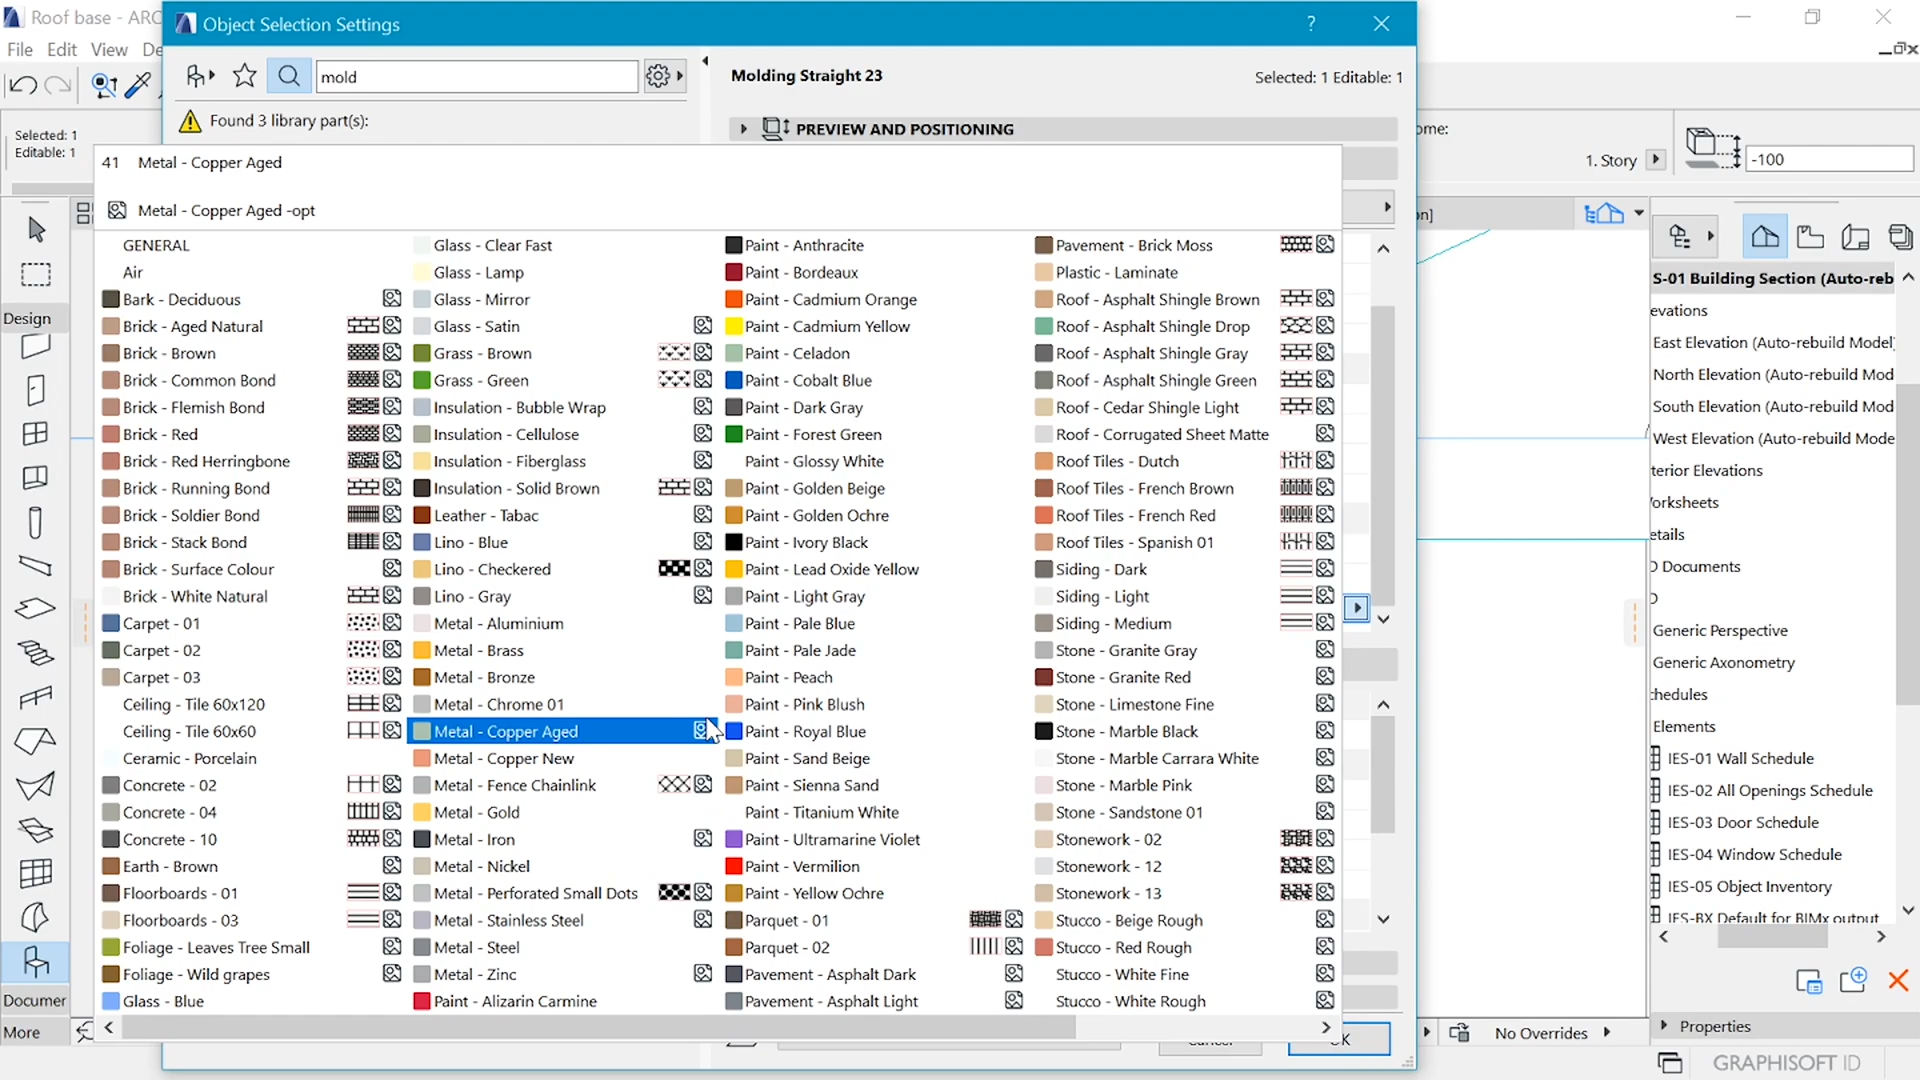 Roof base - ARC
Object Selection Settings
?
File Edit View De
mold
Molding Straight 23
Selected: 1 Editable: 1
Found 3 library part(s):
PREVIEW AND POSITIONING
Selected: 1
Editable: 1
ome:
1. Story
-100
41 Metal - Copper Aged
Metal - Copper Aged -opt
on]
Design
Documer
More
GENERAL
Air
Bark - Deciduous
Brick - Aged Natural
Brick - Brown
Brick - Common Bond
Brick - Flemish Bond
Brick - Red
Brick - Red Herringbone
Brick - Running Bond
Brick - Soldier Bond
Brick - Stack Bond
Brick - Surface Colour
Brick - White Natural
Carpet - 01
Carpet - 02
Carpet - 03
Ceiling - Tile 60x120
Ceiling - Tile 60x60
Ceramic - Porcelain
Concrete - 02
Concrete - 04
Concrete - 10
Earth - Brown
Floorboards - 01
Floorboards - 03
Foliage - Leaves Tree Small
Foliage - Wild grapes
Glass - Blue
Glass - Clear Fast
Glass - Lamp
Glass - Mirror
Glass - Satin
Grass - Brown
Grass - Green
Insulation - Bubble Wrap
Insulation - Cellulose
Insulation - Fiberglass
Insulation - Solid Brown
Leather - Tabac
Lino - Blue
Lino - Checkered
Lino - Gray
Metal - Aluminium
Metal - Brass
Metal - Bronze
Metal - Chrome 01
Metal - Copper Aged
Metal - Copper New
Metal - Fence Chainlink
Metal - Gold
Metal - Iron
Metal - Nickel
Metal - Perforated Small Dots
Metal - Stainless Steel
Metal - Steel
Metal - Zinc
Paint - Alizarin Carmine
Paint - Anthracite
Paint - Bordeaux
Paint - Cadmium Orange
Paint - Cadmium Yellow
Paint - Celadon
Paint - Cobalt Blue
Paint - Dark Gray
Paint - Forest Green
Paint - Glossy White
Paint - Golden Beige
Paint - Golden Ochre
Paint - Ivory Black
Paint - Lead Oxide Yellow
Paint - Light Gray
Paint - Pale Blue
Paint - Pale Jade
Paint - Peach
Paint - Pink Blush
Paint - Royal Blue
Paint - Sand Beige
Paint - Sienna Sand
Paint - Titanium White
Paint - Ultramarine Violet
Paint - Vermilion
Paint - Yellow Ochre
Parquet - 01
Parquet - 02
Pavement - Asphalt Dark
Pavement - Asphalt Light
Pavement - Brick Moss
Plastic - Laminate
Roof - Asphalt Shingle Brown
Roof - Asphalt Shingle Drop
Roof - Asphalt Shingle Gray
Roof - Asphalt Shingle Green
Roof - Cedar Shingle Light
Roof - Corrugated Sheet Matte
Roof Tiles - Dutch
Roof Tiles - French Brown
Roof Tiles - French Red
Roof Tiles - Spanish 01
Siding - Dark
Siding - Light
Siding - Medium
Stone - Granite Gray
Stone - Granite Red
Stone - Limestone Fine
Stone - Marble Black
Stone - Marble Carrara White
Stone - Marble Pink
Stone - Sandstone 01
Stonework - 02
Stonework - 12
Stonework - 13
Stucco - Beige Rough
Stucco - Red Rough
Stucco - White Fine
Stucco - White Rough
Cancel
OK
S-01 Building Section (Auto-reb
evations
East Elevation (Auto-rebuild Model
North Elevation (Auto-rebuild Mod
South Elevation (Auto-rebuild Mod
West Elevation (Auto-rebuild Mode
terior Elevations
orksheets
etails
D Documents
D
Generic Perspective
Generic Axonometry
chedules
Elements
IES-01 Wall Schedule
IES-02 All Openings Schedule
IES-03 Door Schedule
IES-04 Window Schedule
IES-05 Object Inventory
IES-BX Default for BIMx output
No Overrides
Properties
GRAPHISOFT ID